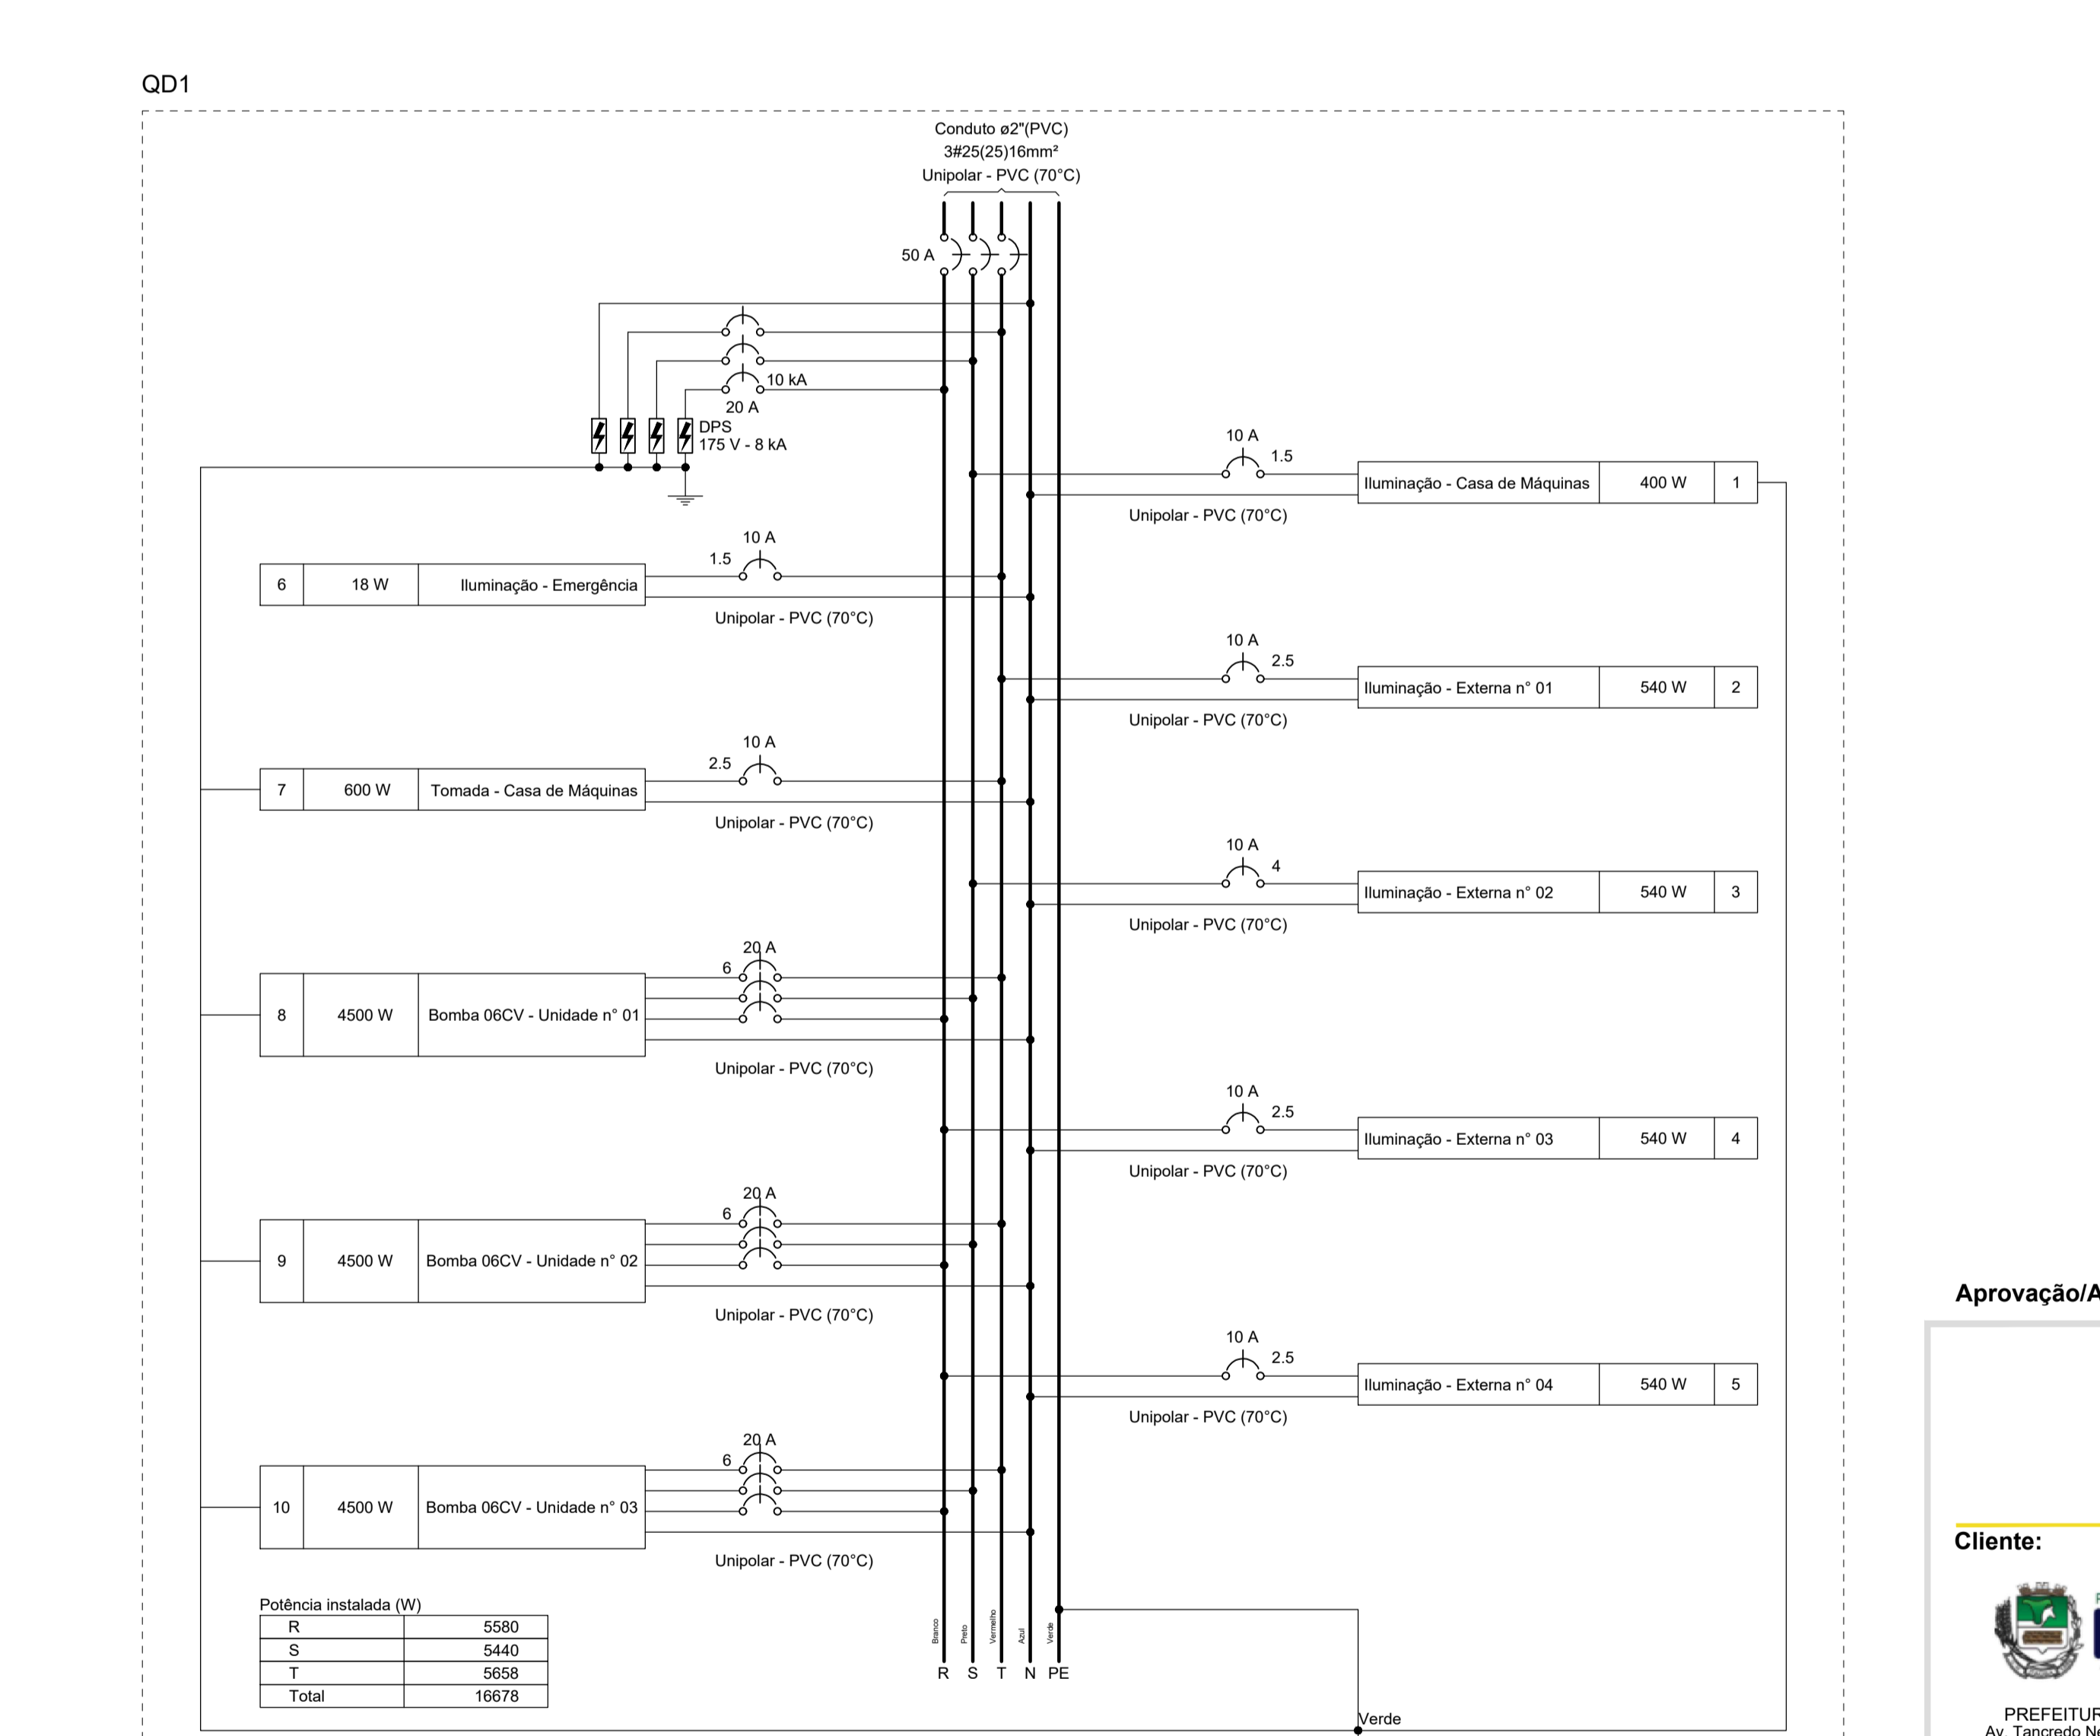 QD1
Conduto ø2"(PVC)
3#25(25)16mm²
Unipolar - PVC (70°C)
50 A
10 kA
20 A
DPS
175 V - 8 kA
10 A
1.5
Iluminação - Casa de Máquinas 400 W 1
Unipolar - PVC (70°C)
10 A
1.5
6 18 W Iluminação - Emergência
Unipolar - PVC (70°C)
10 A
2.5
Iluminação - Externa n° 01 540 W 2
Unipolar - PVC (70°C)
10 A
2.5
7 600 W Tomada - Casa de Máquinas
Unipolar - PVC (70°C)
10 A
4
Iluminação - Externa n° 02 540 W 3
Unipolar - PVC (70°C)
20 A
6
8 4500 W Bomba 06CV - Unidade n° 01
Unipolar - PVC (70°C)
10 A
2.5
Iluminação - Externa n° 03 540 W 4
Unipolar - PVC (70°C)
20 A
6
9 4500 W Bomba 06CV - Unidade n° 02
Unipolar - PVC (70°C)
10 A
2.5
Iluminação - Externa n° 04 540 W 5
Unipolar - PVC (70°C)
20 A
6
10 4500 W Bomba 06CV - Unidade n° 03
Unipolar - PVC (70°C)
Potência instalada (W)
R 5580
S 5440
T 5658
Total 16678
Branco Preto Vermelho Azul Verde
R S T N PE
Verde
Aprovação/A
Cliente:
PREFEITUR
Av. Tancredo Ne